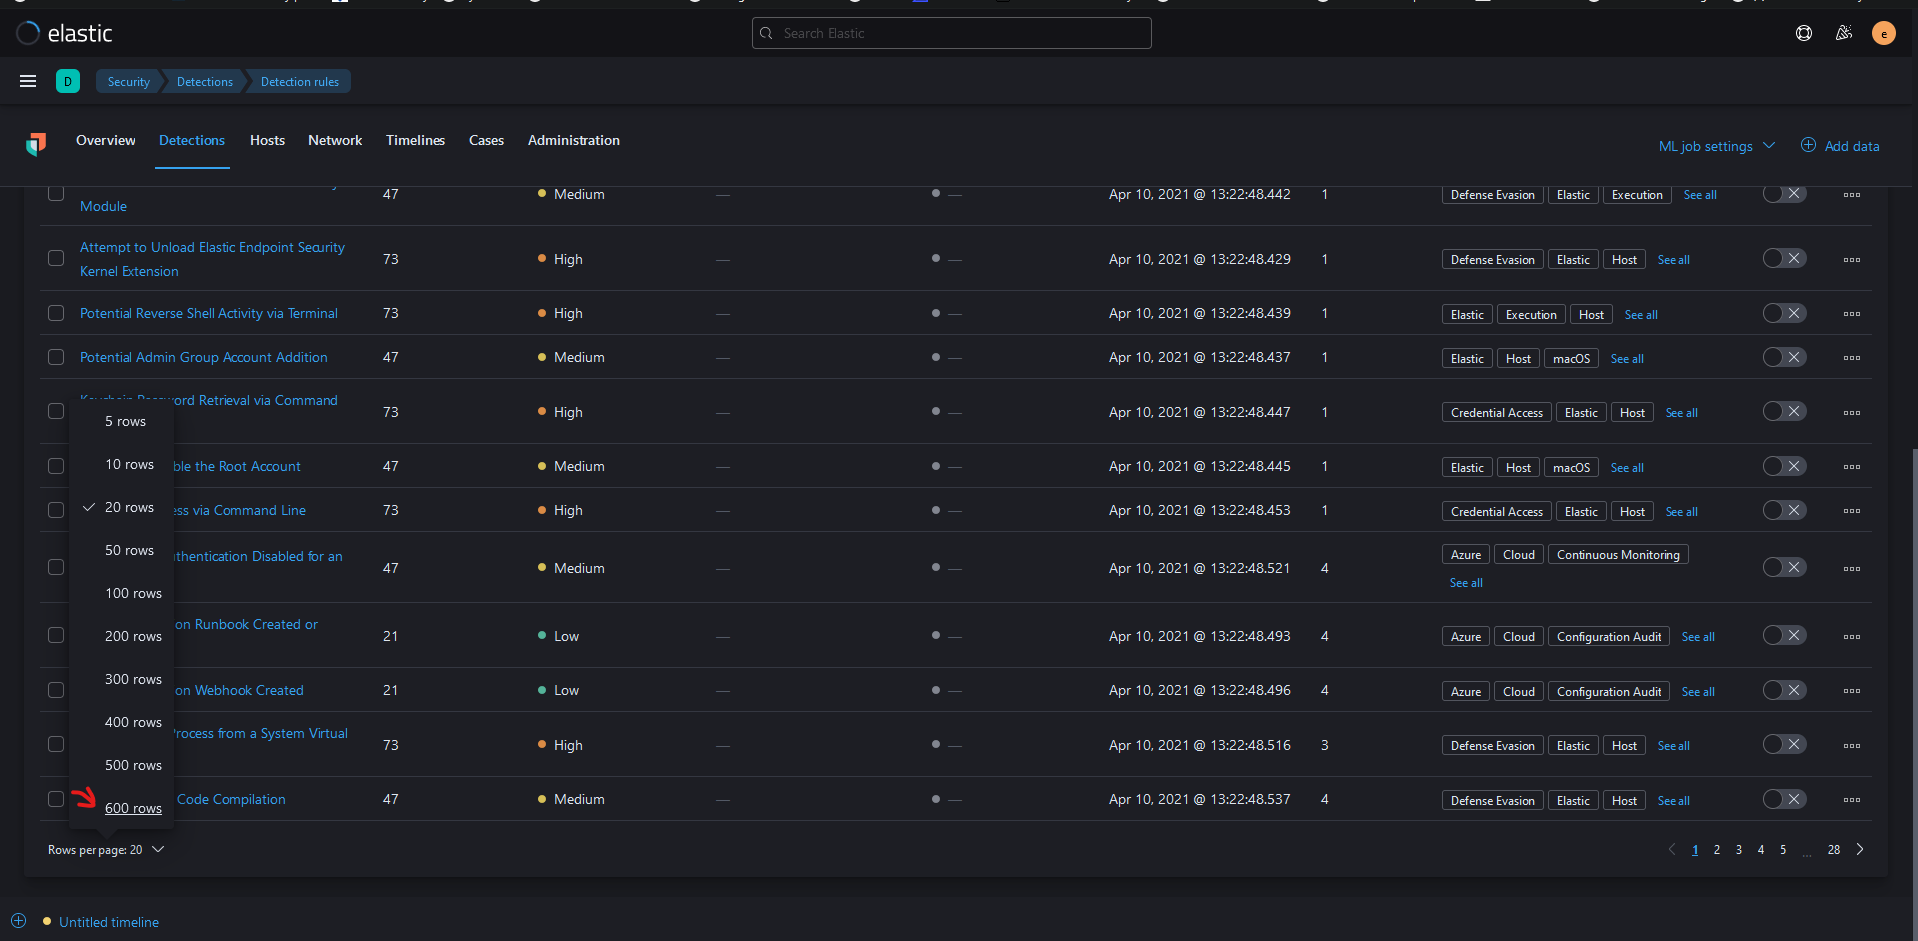 elastic
Search Elastic
e
D
Security
Detections
Detection rules
Overview
Detections
Hosts
Network
Timelines
Cases
Administration
ML job settings
Add data
Module
47
Medium
—
—
Apr 10, 2021 @ 13:22:48.442
1
Defense Evasion
Elastic
Execution
See all
Attempt to Unload Elastic Endpoint Security
Kernel Extension
73
High
—
—
Apr 10, 2021 @ 13:22:48.429
1
Defense Evasion
Elastic
Host
See all
Potential Reverse Shell Activity via Terminal
73
High
—
—
Apr 10, 2021 @ 13:22:48.439
1
Elastic
Execution
Host
See all
Potential Admin Group Account Addition
47
Medium
—
—
Apr 10, 2021 @ 13:22:48.437
1
Elastic
Host
macOS
See all
Keychain Password Retrieval via Command
73
High
—
—
Apr 10, 2021 @ 13:22:48.447
1
Credential Access
Elastic
Host
See all
ble the Root Account
47
Medium
—
—
Apr 10, 2021 @ 13:22:48.445
1
Elastic
Host
macOS
See all
ess via Command Line
73
High
—
—
Apr 10, 2021 @ 13:22:48.453
1
Credential Access
Elastic
Host
See all
thentication Disabled for an
47
Medium
—
—
Apr 10, 2021 @ 13:22:48.521
4
Azure
Cloud
Continuous Monitoring
See all
on Runbook Created or
21
Low
—
—
Apr 10, 2021 @ 13:22:48.493
4
Azure
Cloud
Configuration Audit
See all
on Webhook Created
21
Low
—
—
Apr 10, 2021 @ 13:22:48.496
4
Azure
Cloud
Configuration Audit
See all
Process from a System Virtual
73
High
—
—
Apr 10, 2021 @ 13:22:48.516
3
Defense Evasion
Elastic
Host
See all
Code Compilation
47
Medium
—
—
Apr 10, 2021 @ 13:22:48.537
4
Defense Evasion
Elastic
Host
See all
5 rows
10 rows
20 rows
50 rows
100 rows
200 rows
300 rows
400 rows
500 rows
600 rows
Rows per page: 20
1 2 3 4 5 ... 28
Untitled timeline